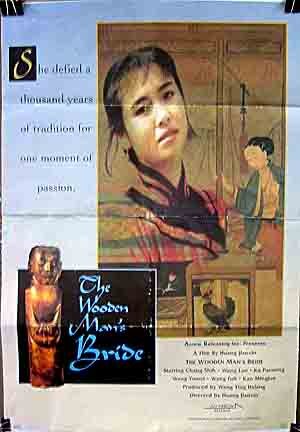 She defied a
thousand years
of tradition for
one moment of
passion.
The
Wooden
Man's
Bride
Arrow Releasing Inc. Presents
A Film By Huang Jianxin
THE WOODEN MAN'S BRIDE
Starring Chang Shih • Wang Lan • Ku Paoming
Wang Yumei • Wang Fuli • Kao Mingjun
Produced by Wang Ying Hsiang
Directed by Huang Jianxin